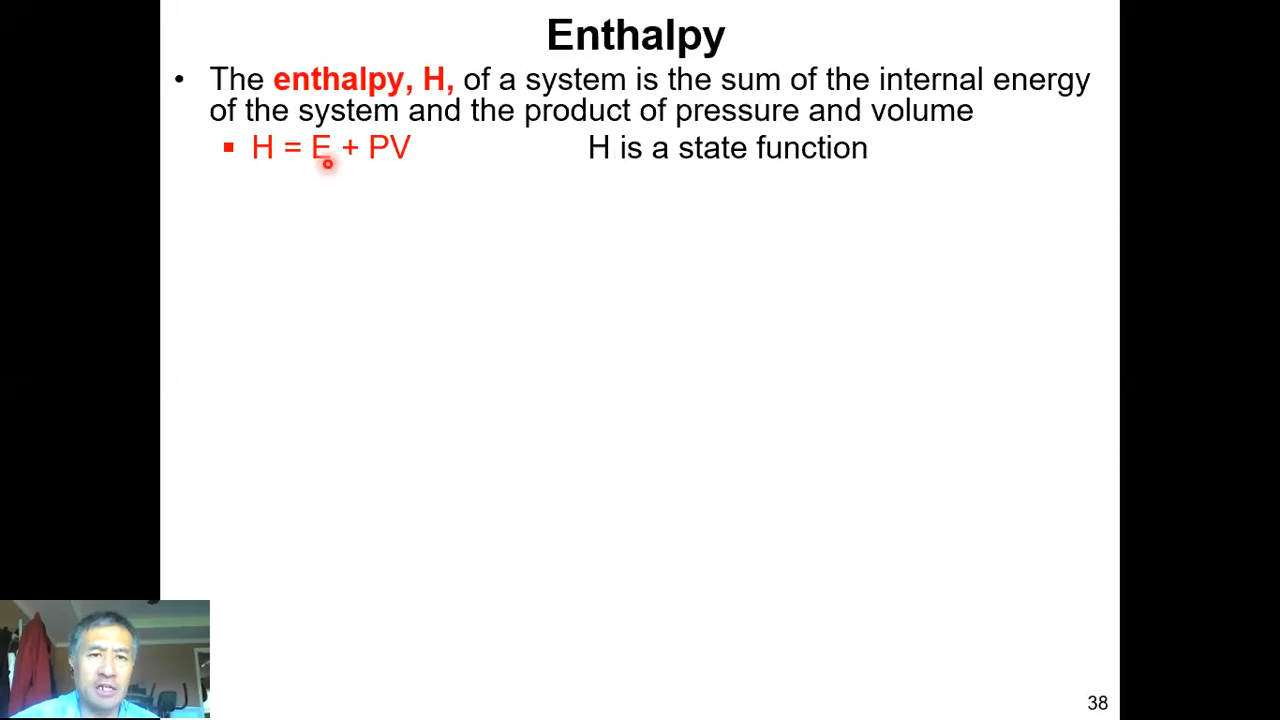 Enthalpy
• The enthalpy, H, of a system is the sum of the internal energy
of the system and the product of pressure and volume
▪ H = E + PV H is a state function
38